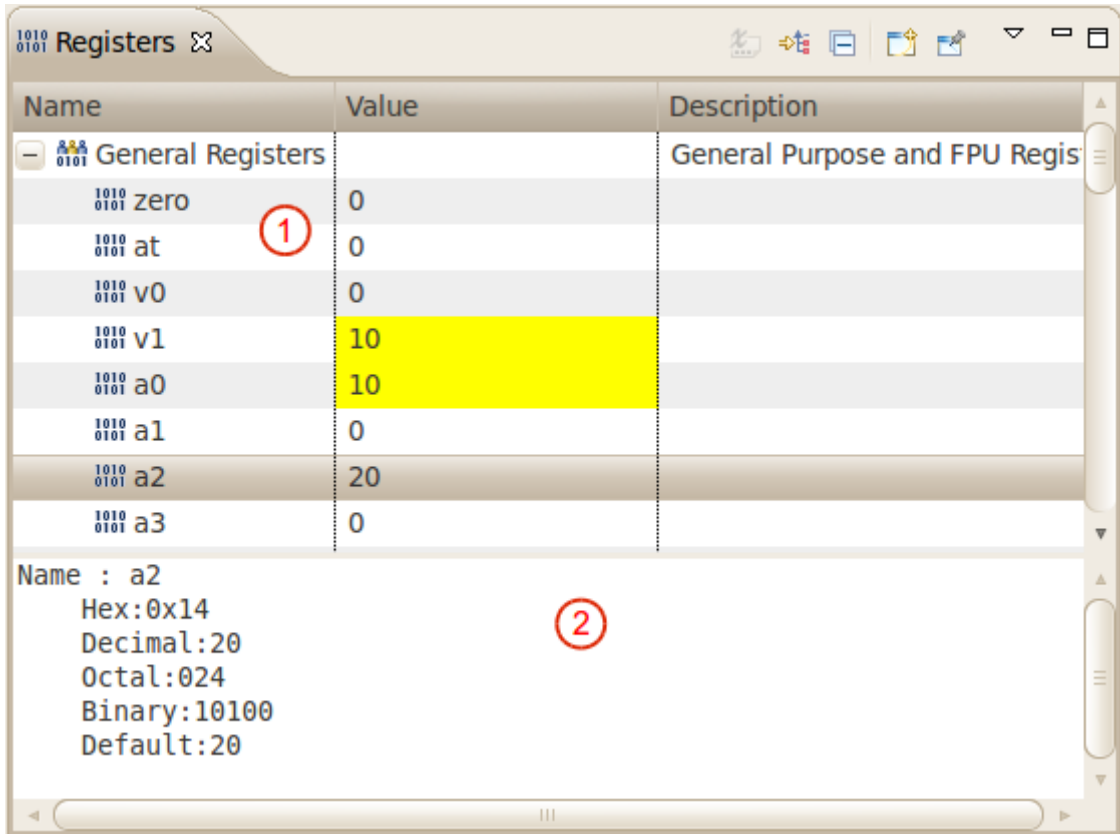 Registers
Name Value Description
General Registers General Purpose and FPU Regis
zero 0
at 0
1
v0 0
v1 10
a0 10
a1 0
a2 20
a3 0
Name : a2
Hex:0x14
Decimal:20
2
Octal:024
Binary:10100
Default:20